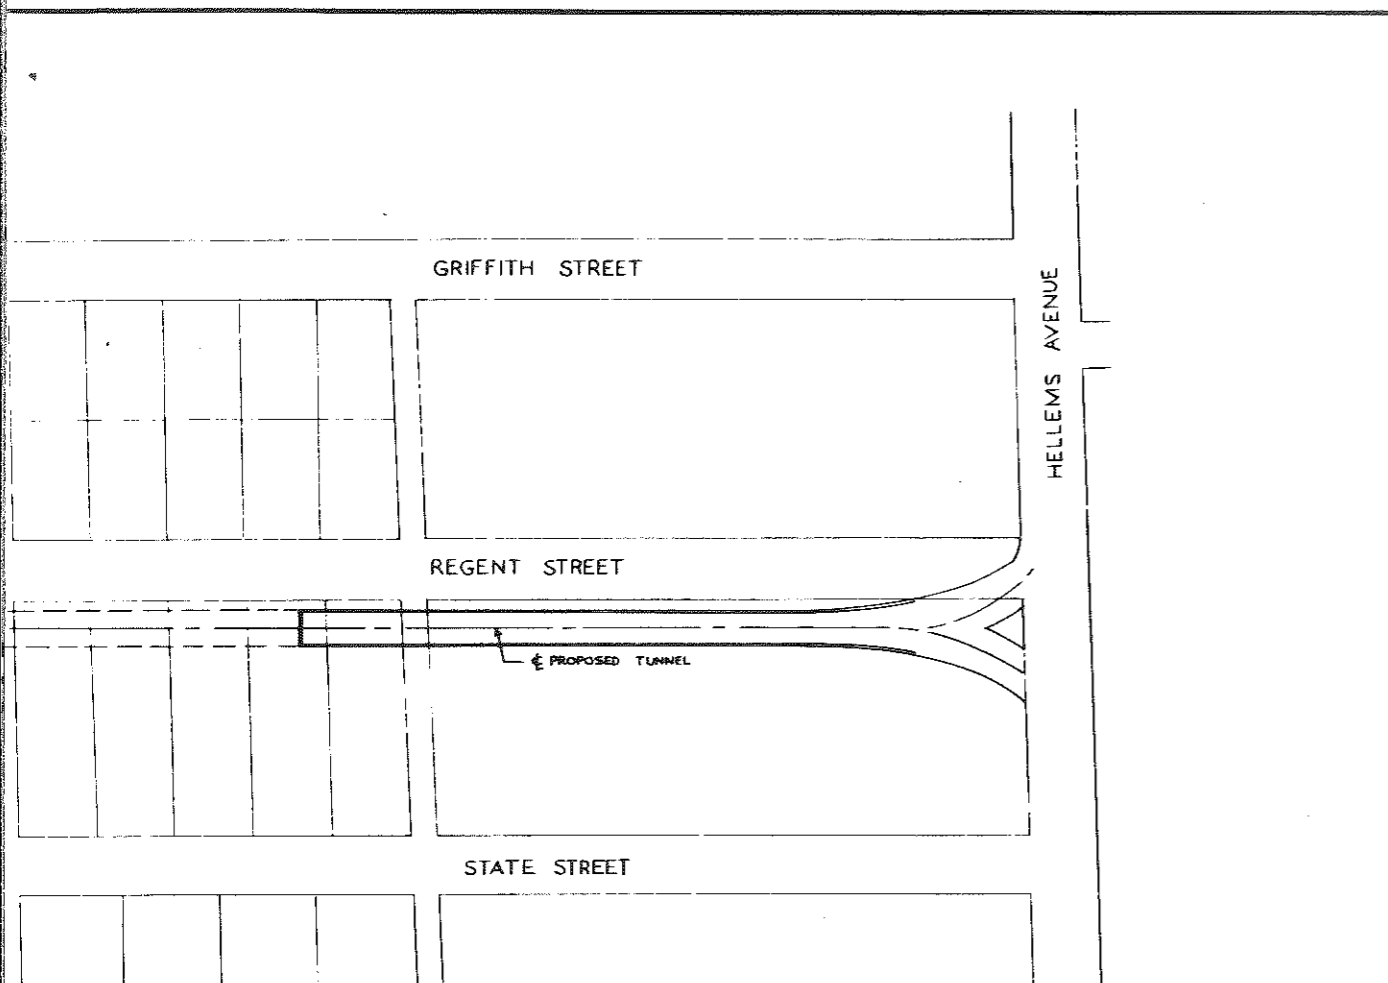 GRIFFITH STREET
HELLEMS AVENUE
REGENT STREET
℄ PROPOSED TUNNEL
STATE STREET